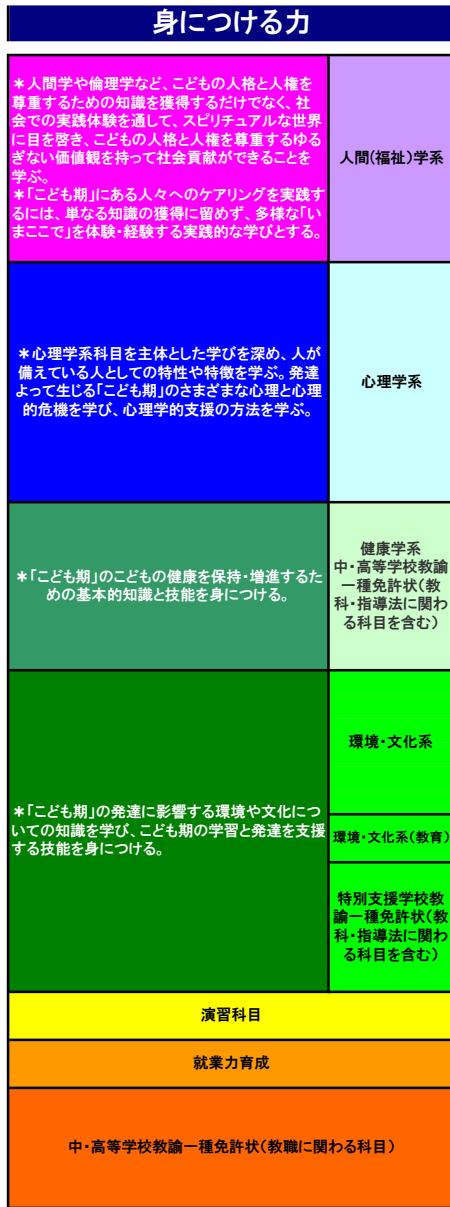 身につける力
＊人間学や倫理学など、こどもの人格と人権を
尊重するための知識を獲得するだけでなく、社
会での実践体験を通して、スピリチュアルな世界
に目を啓き、こどもの人格と人権を尊重するゆる
ぎない価値観を持って社会貢献ができることを
学ぶ。
＊「こども期」にある人々へのケアリングを実践す
るには、単なる知識の獲得に留めず、多様な「い
まここで」を体験・経験する実践的な学びとする。
人間(福祉)学系
＊心理学系科目を主体とした学びを深め、人が
備えている人としての特性や特徴を学ぶ。発達
よって生じる「こども期」のさまざまな心理と心理
的危機を学び、心理学的支援の方法を学ぶ。
心理学系
＊「こども期」のこどもの健康を保持・増進するた
めの基本的知識と技能を身につける。
健康学系
中・高等学校教諭
一種免許状(教
科・指導法に関わ
る科目を含む)
＊「こども期」の発達に影響する環境や文化につ
いての知識を学び、こども期の学習と発達を支援
する技能を身につける。
環境・文化系
環境・文化系(教育)
特別支援学校教
諭一種免許状(教
科・指導法に関わ
る科目を含む)
演習科目
就業力育成
中・高等学校教諭一種免許状(教職に関わる科目)